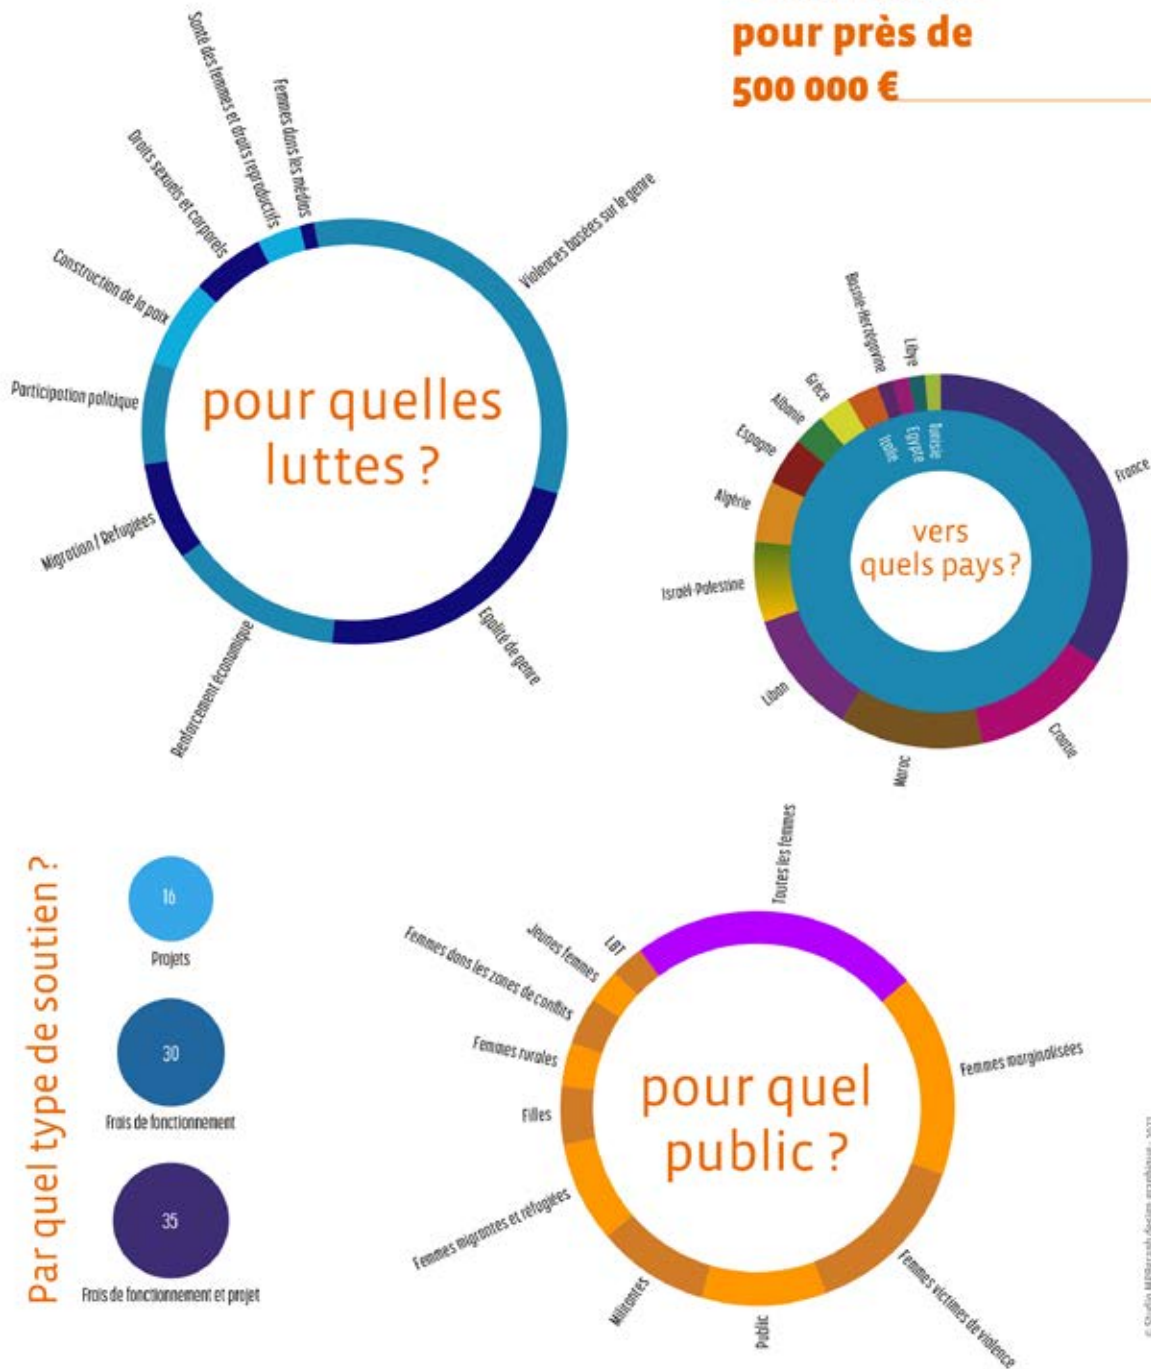 pour près de
500 000 €
pour quelles
luttes ?
Femmes dans les médias
Santé des femmes et droits reproductifs
Droits sexuels et corporels
Construction de la paix
Participation politique
Migration / Refugiées
Renforcement économique
Egalité de genre
Violences basées sur le genre
vers
quels pays ?
France
Croatie
Maroc
Liban
Israël-Palestine
Algérie
Espagne
Albanie
Grèce
Bosnie-Herzégovine
Italie
Libye
Egypte
Tunisie
Par quel type de soutien ?
16
Projets
30
Frais de fonctionnement
35
Frais de fonctionnement et projet
pour quel
public ?
Toutes les femmes
Femmes marginalisées
Femmes victimes de violence
Public
Militantes
Femmes migrantes et réfugiées
Filles
Femmes rurales
Femmes dans les zones de conflits
Jeunes femmes
LBT